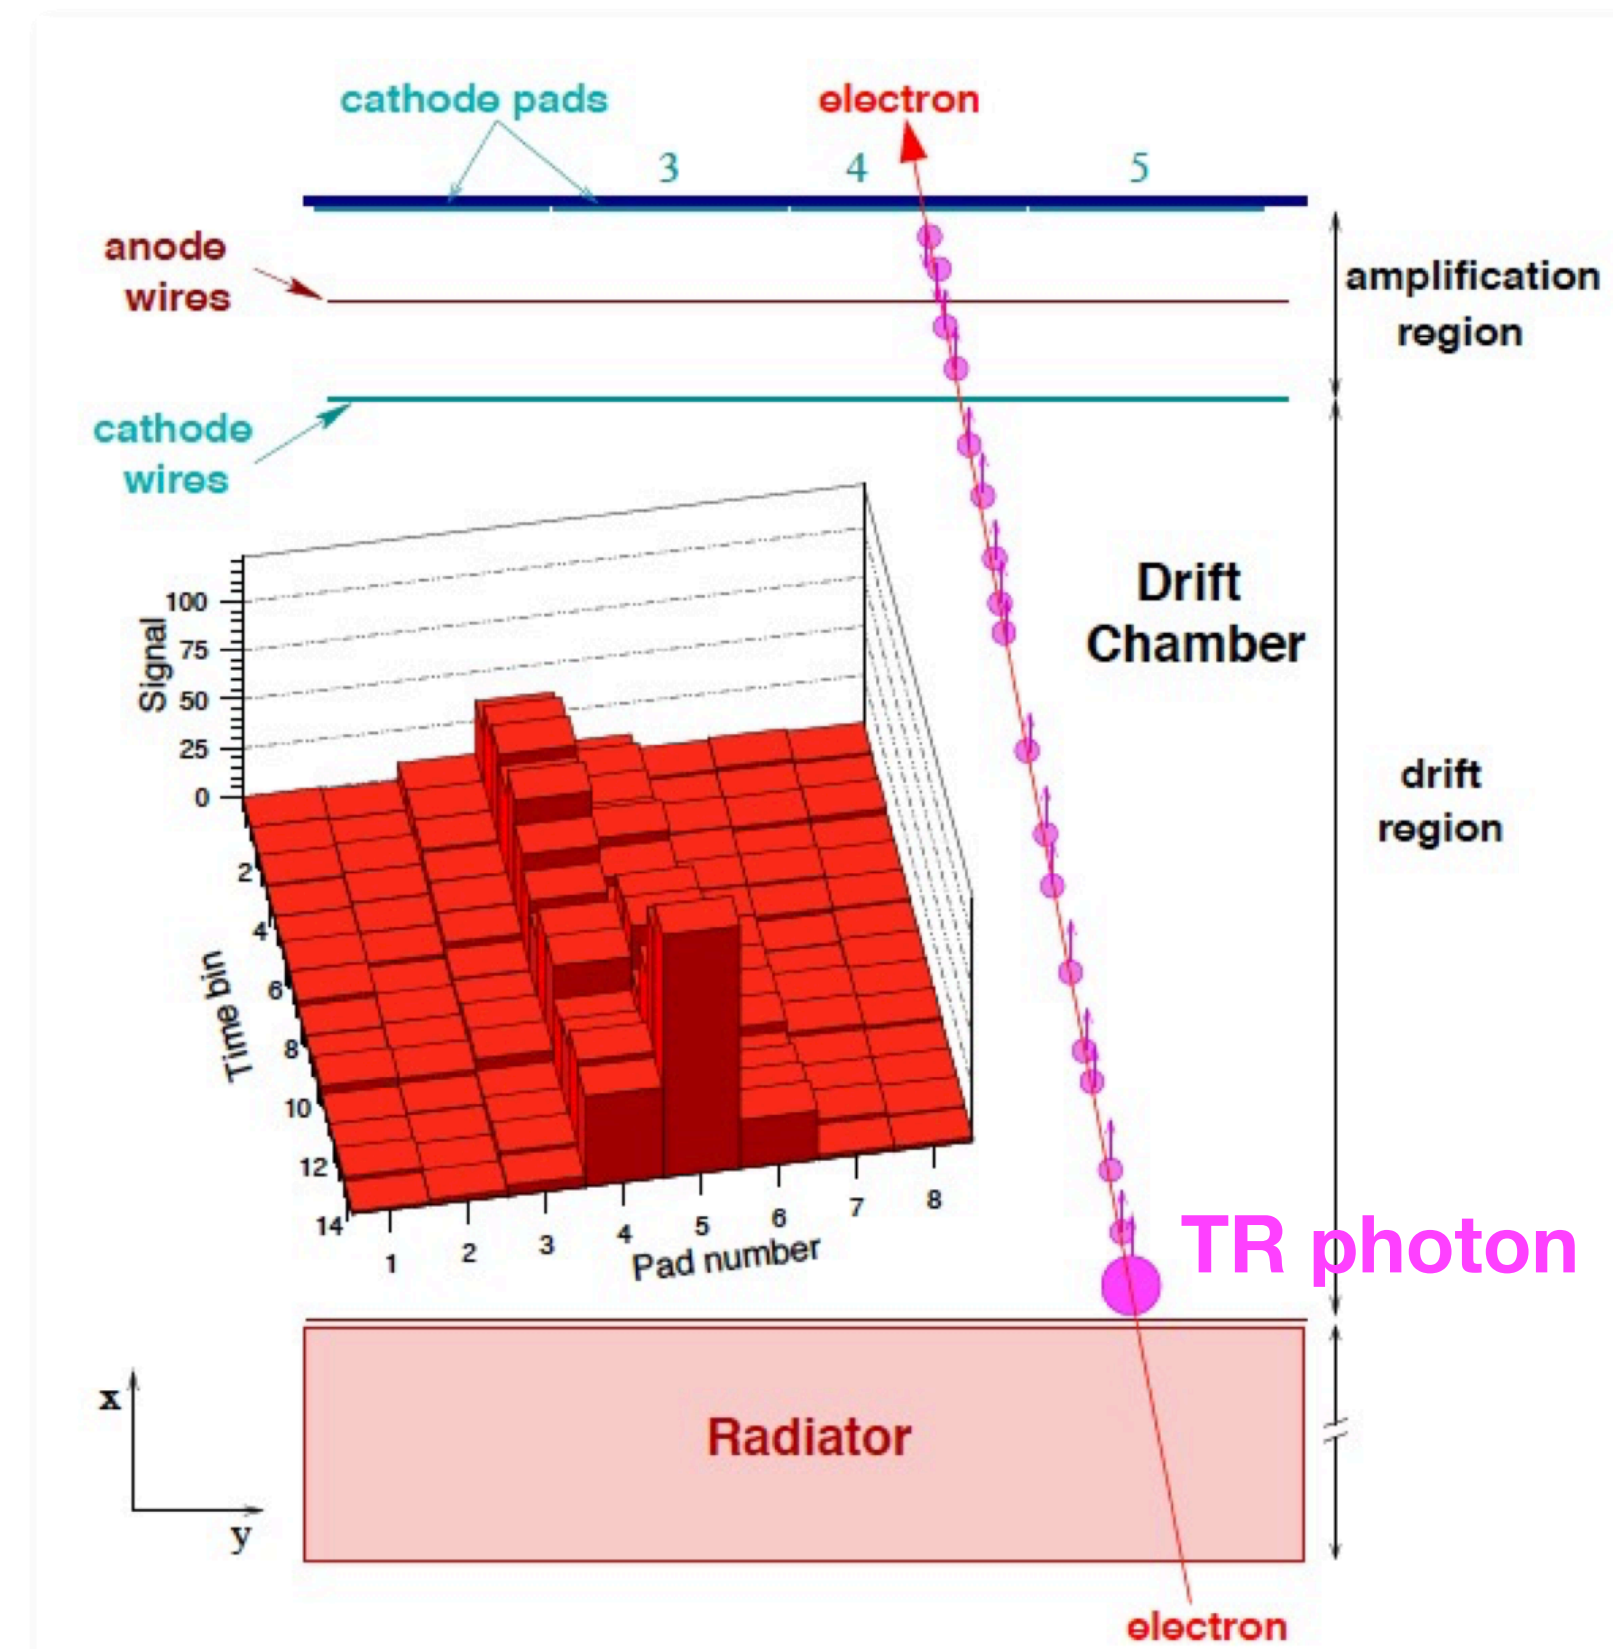 cathode pads
electron
3 4 5
anode
wires
amplification
region
cathode
wires
Drift
Chamber
drift
region
Signal
100
75
50
25
0
Time bin
2
4
6
8
10
12
14
1 2 3 4 5 6 7 8
Pad number
TR photon
x
y
Radiator
electron